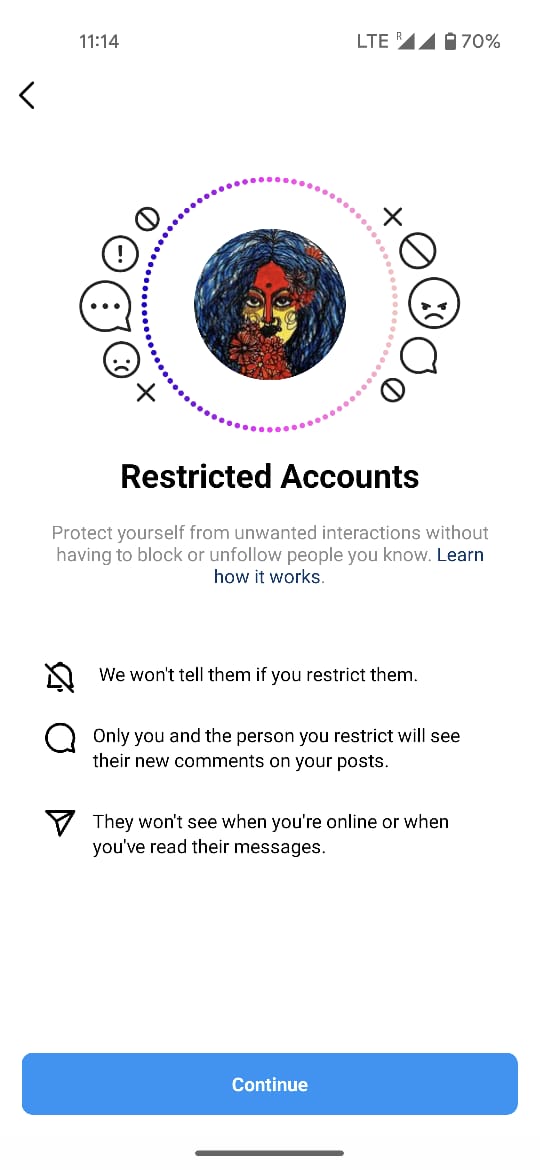 11:14
LTE R 70%
Restricted Accounts
Protect yourself from unwanted interactions without
having to block or unfollow people you know. Learn
how it works.
We won't tell them if you restrict them.
Only you and the person you restrict will see
their new comments on your posts.
They won't see when you're online or when
you've read their messages.
Continue